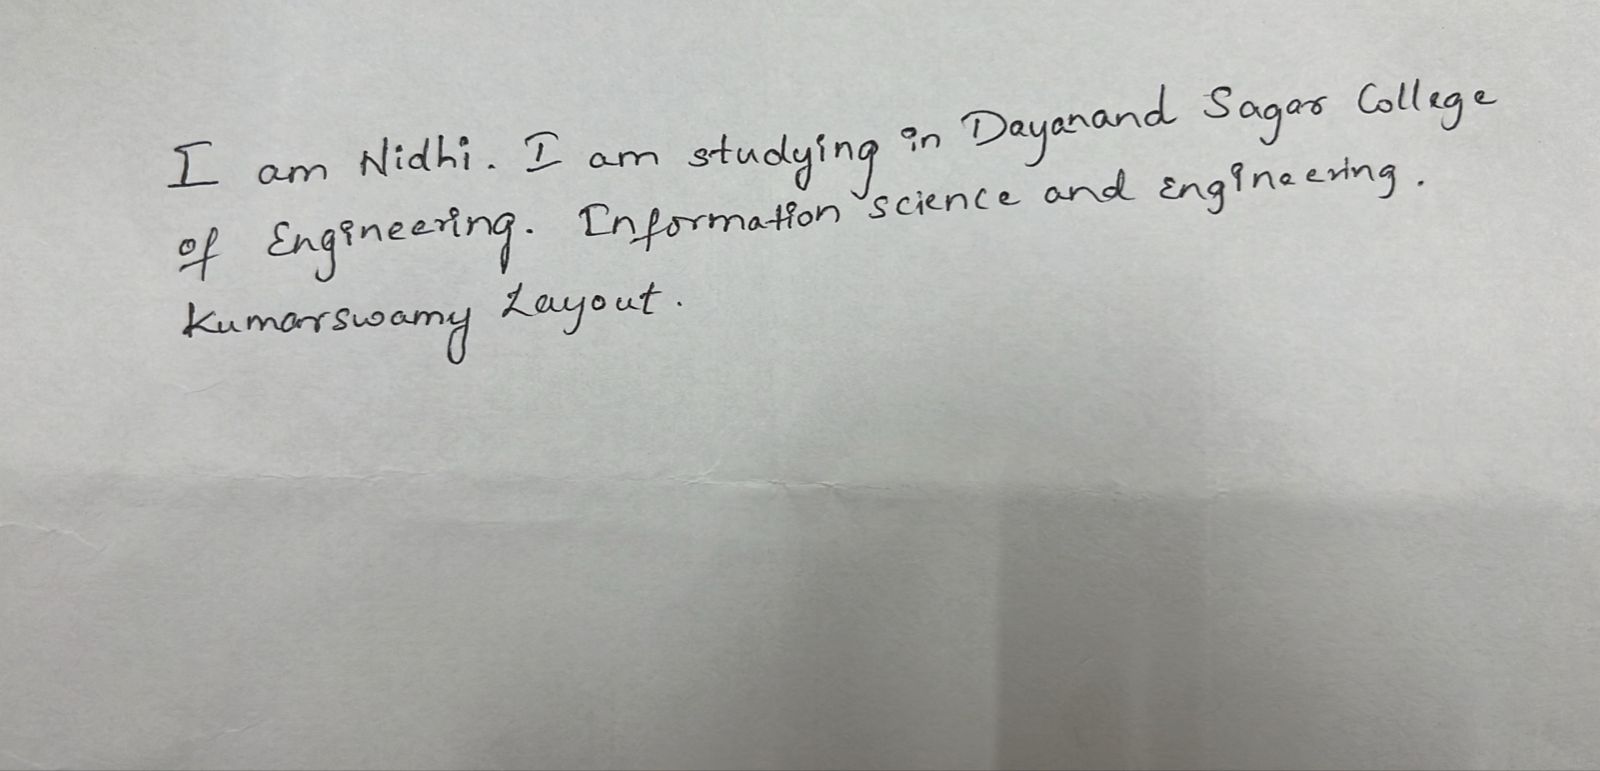 I am Nidhi. I am studying in Dayanand Sagar College
of Engineering. Information science and engineering.
Kumarswamy Layout.